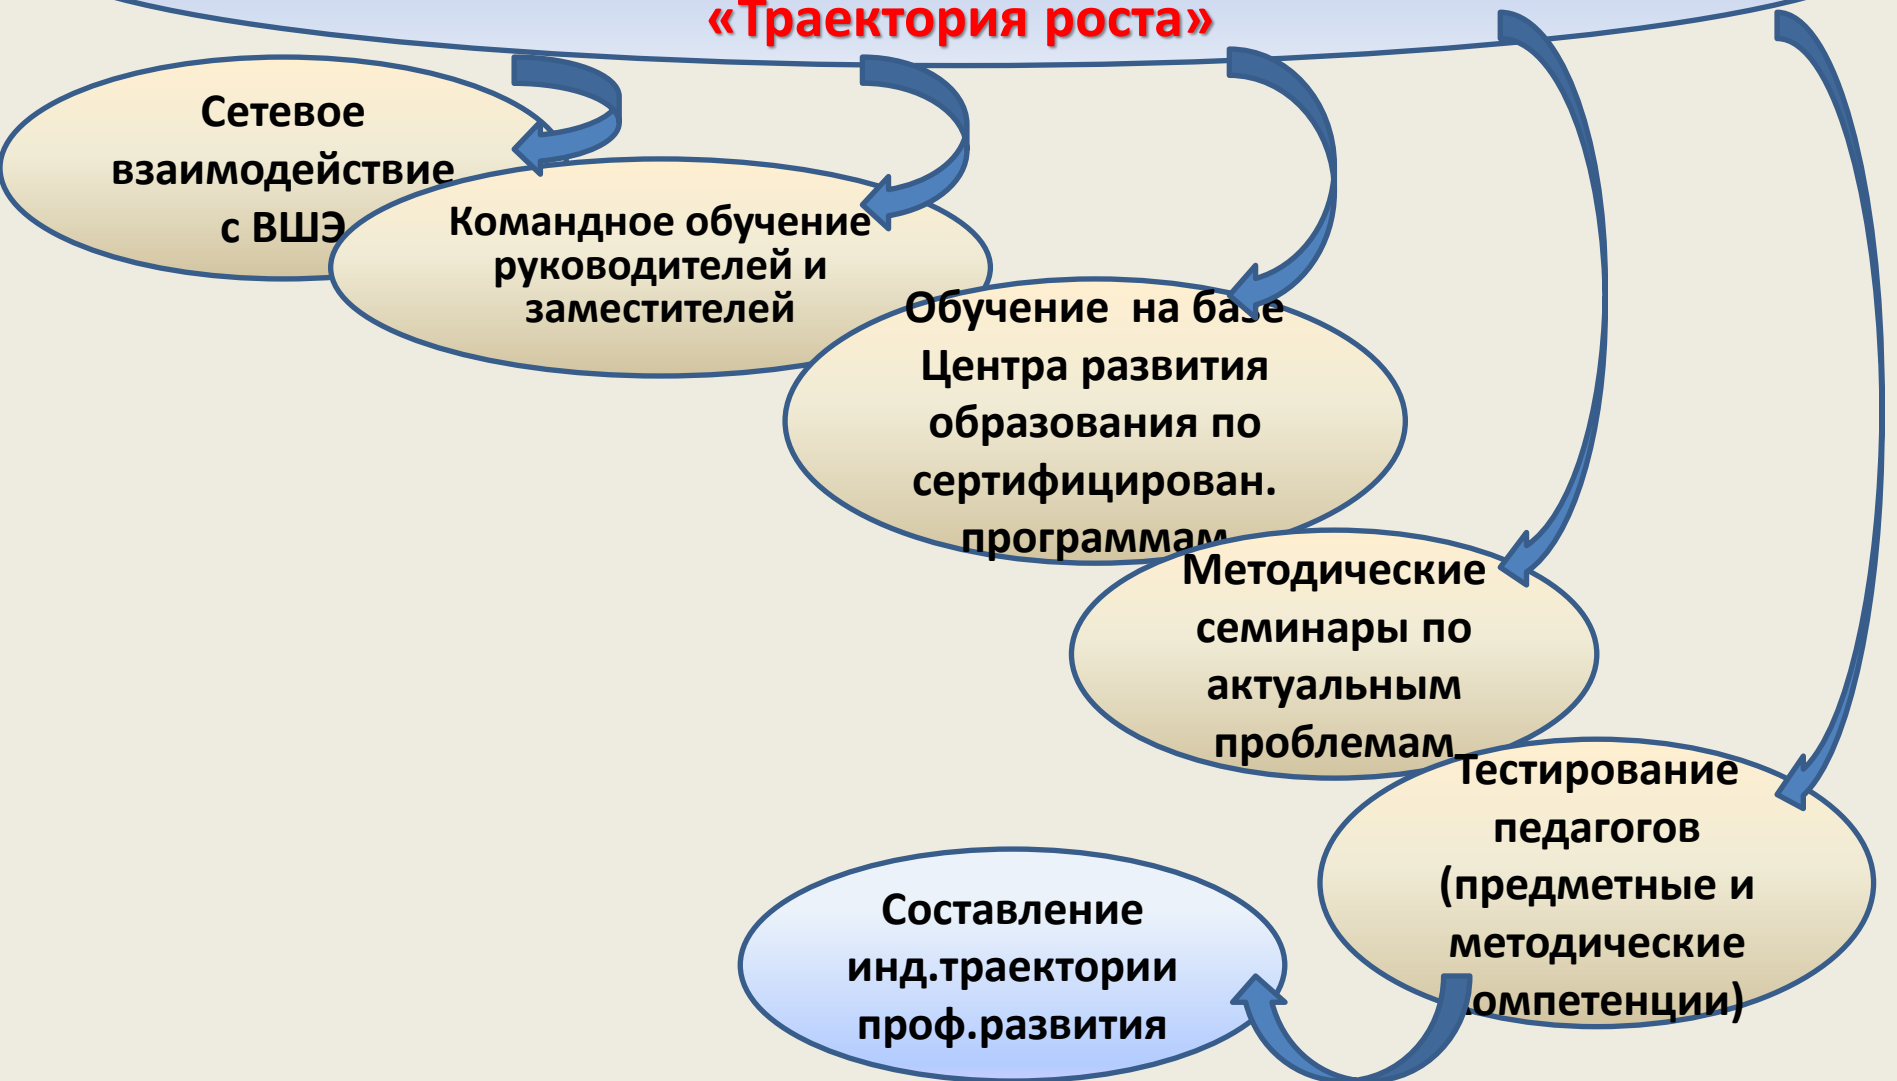 «Траектория роста»
Сетевое
взаимодействие
с ВШЭ
Командное обучение
руководителей и
заместителей
Обучение на базе
Центра развития
образования по
сертифицирован.
программам
Методические
семинары по
актуальным
проблемам
Тестирование
педагогов
(предметные и
методические
компетенции)
Составление
инд.траектории
проф.развития